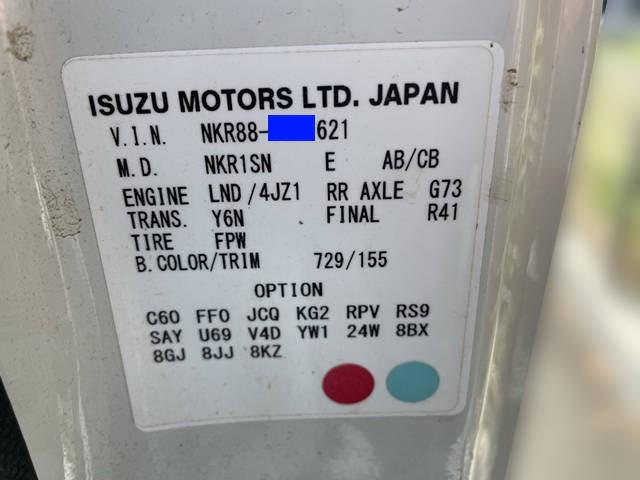 ISUZU MOTORS LTD. JAPAN
V.I.N. NKR88- 621
M.D. NKR1SN E AB/CB
ENGINE LND/4JZ1 RR AXLE G73
TRANS. Y6N FINAL R41
TIRE FPW
B.COLOR/TRIM 729/155
OPTION
C60 FF0 JCQ KG2 RPV RS9
SAY U69 V4D YW1 24W 8BX
8GJ 8JJ 8KZ